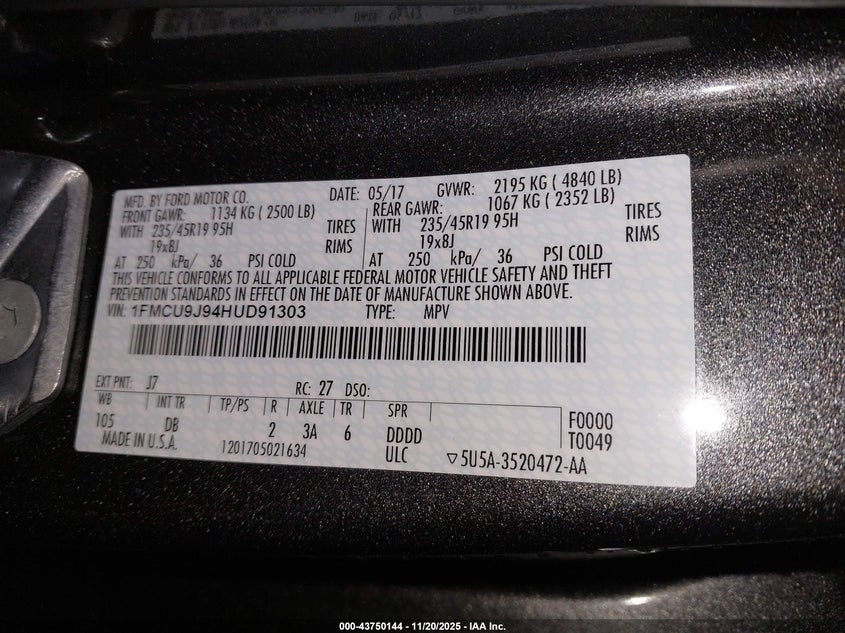 MFD. BY FORD MOTOR CO. DATE: 05/17 GVWR: 2195 KG ( 4840 LB)
FRONT GAWR: 1134 KG ( 2500 LB) REAR GAWR: 1067 KG ( 2352 LB)
WITH 235/45R19 95H TIRES WITH 235/45R19 95H TIRES
19x8J RIMS 19x8J RIMS
AT 250 kPa/ 36 PSI COLD AT 250 kPa/ 36 PSI COLD
THIS VEHICLE CONFORMS TO ALL APPLICABLE FEDERAL MOTOR VEHICLE SAFETY AND THEFT
PREVENTION STANDARDS IN EFFECT ON THE DATE OF MANUFACTURE SHOWN ABOVE.
VIN: 1FMCU9J94HUD91303 TYPE: MPV
EXT PNT: J7 RC: 27 DSO:
WB INT TR TP/PS R AXLE TR SPR
105 DB 2 3A 6 DDDD F0000
MADE IN U.S.A. 1201705021634 ULC T0049
▽5U5A-3520472-AA
000-43750144 - 11/20/2025 - IAA Inc.